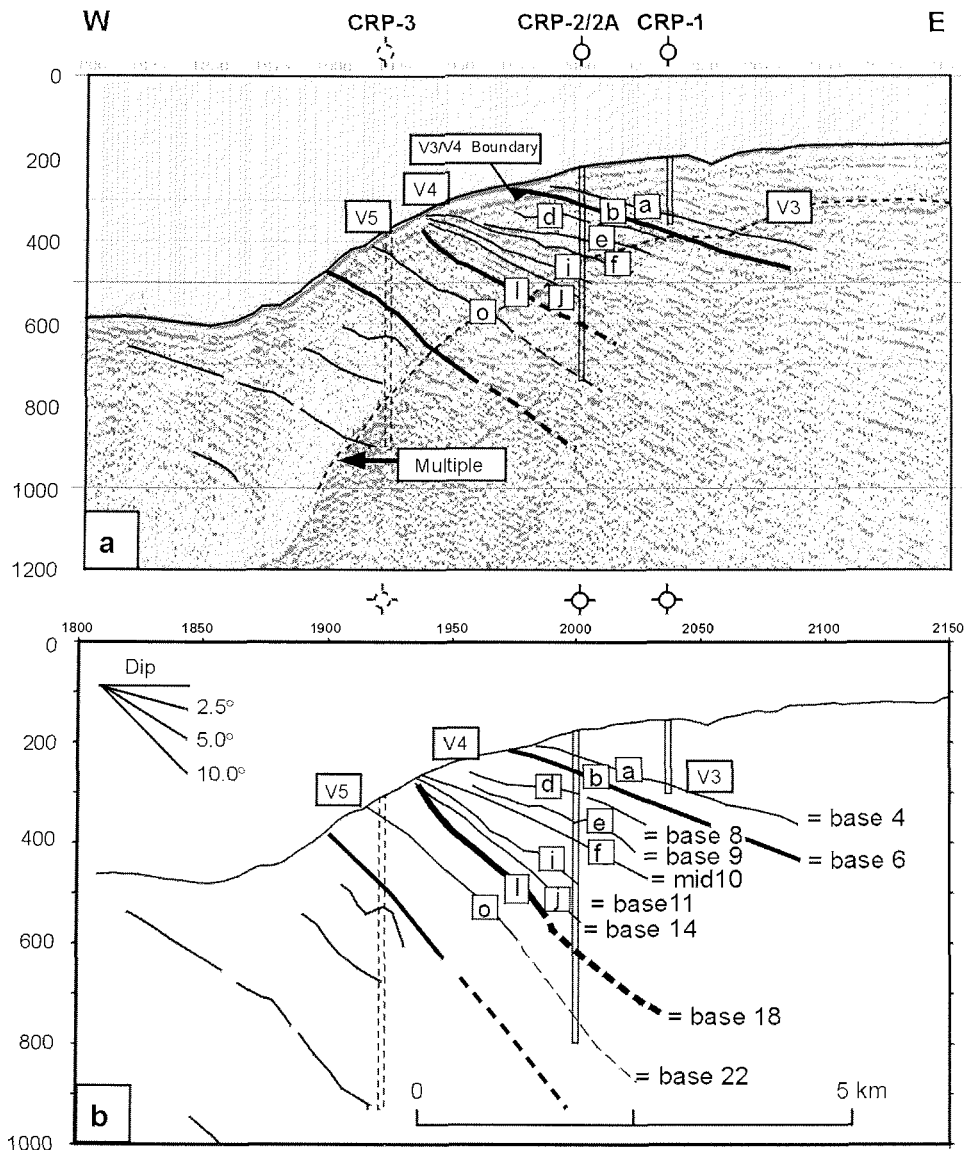 W CRP-3 CRP-2/2A CRP-1 E
0
200
400
600
800
1000
1200
V3/V4 Boundary
V4
V5
V3
a
b
d
e
f
i
j
l
o
Multiple
a
1800 1850 1900 1950 2000 2050 2100 2150
0
200
400
600
800
1000
Dip
2.5°
5.0°
10.0°
V4
V5
V3
a
b
d
e
f
i
j
l
o
= base 4
= base 8
= base 9
= base 6
= mid10
= base11
= base 14
= base 18
= base 22
0 5 km
b